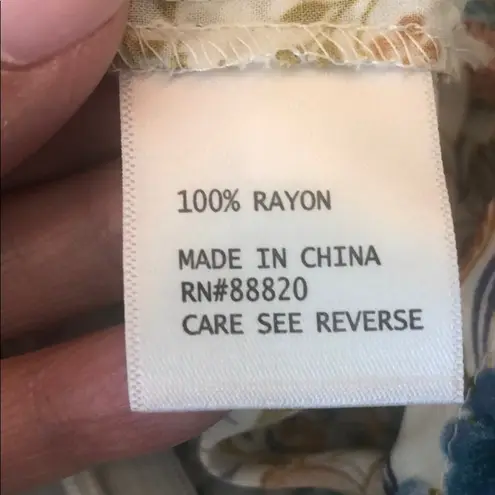 100% RAYON
MADE IN CHINA
RN#88820
CARE SEE REVERSE